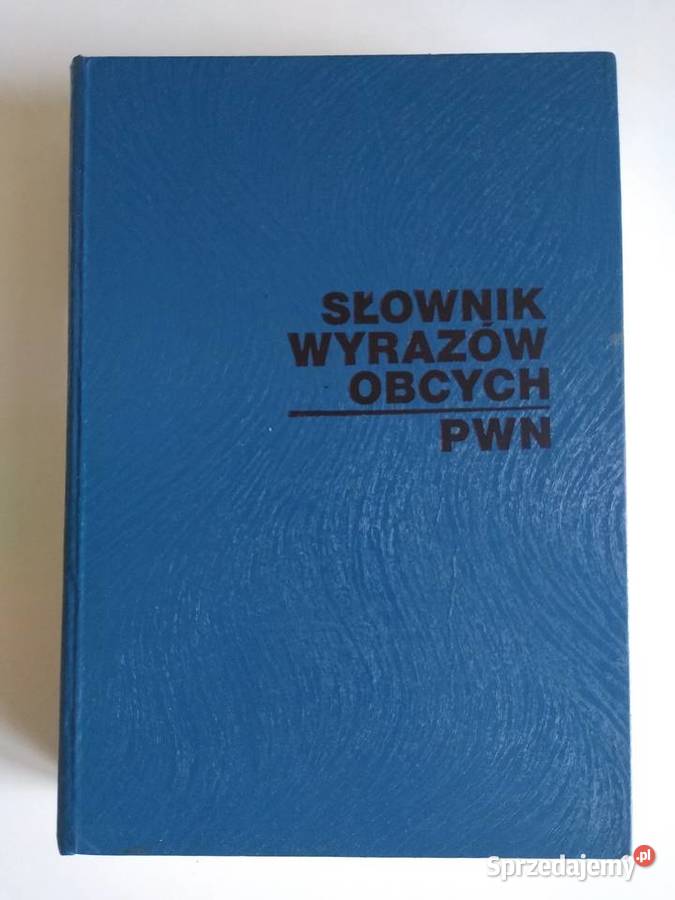 SŁOWNIK
WYRAZÓW
OBCYCH
PWN
Sprzedajemy.pl